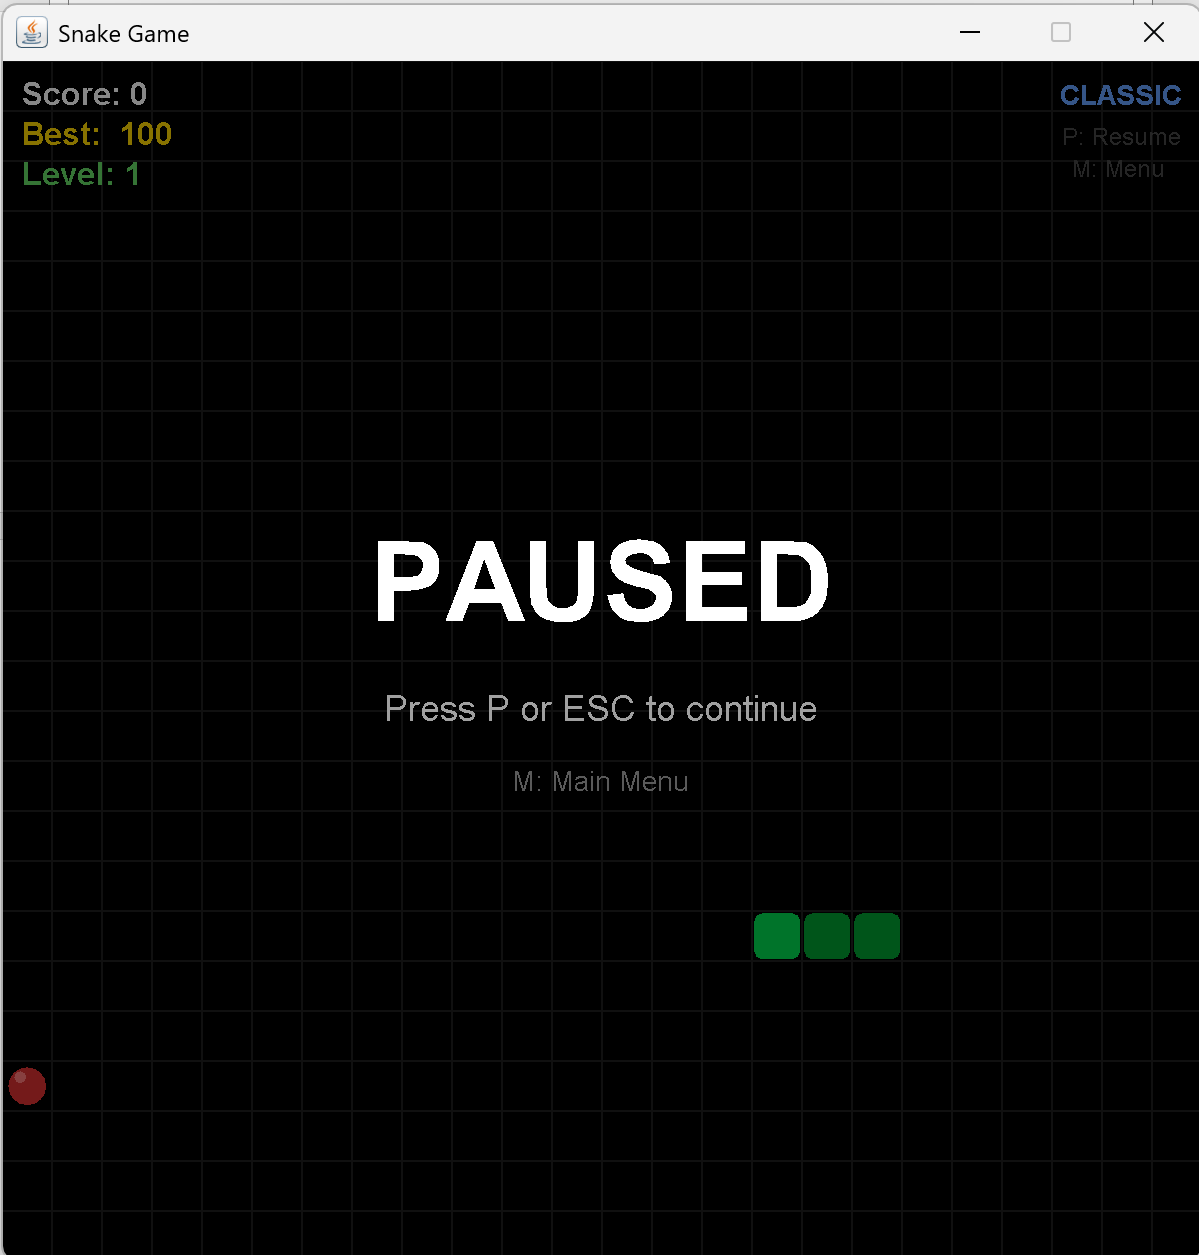 Snake Game
Score: 0
Best: 100
Level: 1
CLASSIC
P: Resume
M: Menu
PAUSED
Press P or ESC to continue
M: Main Menu